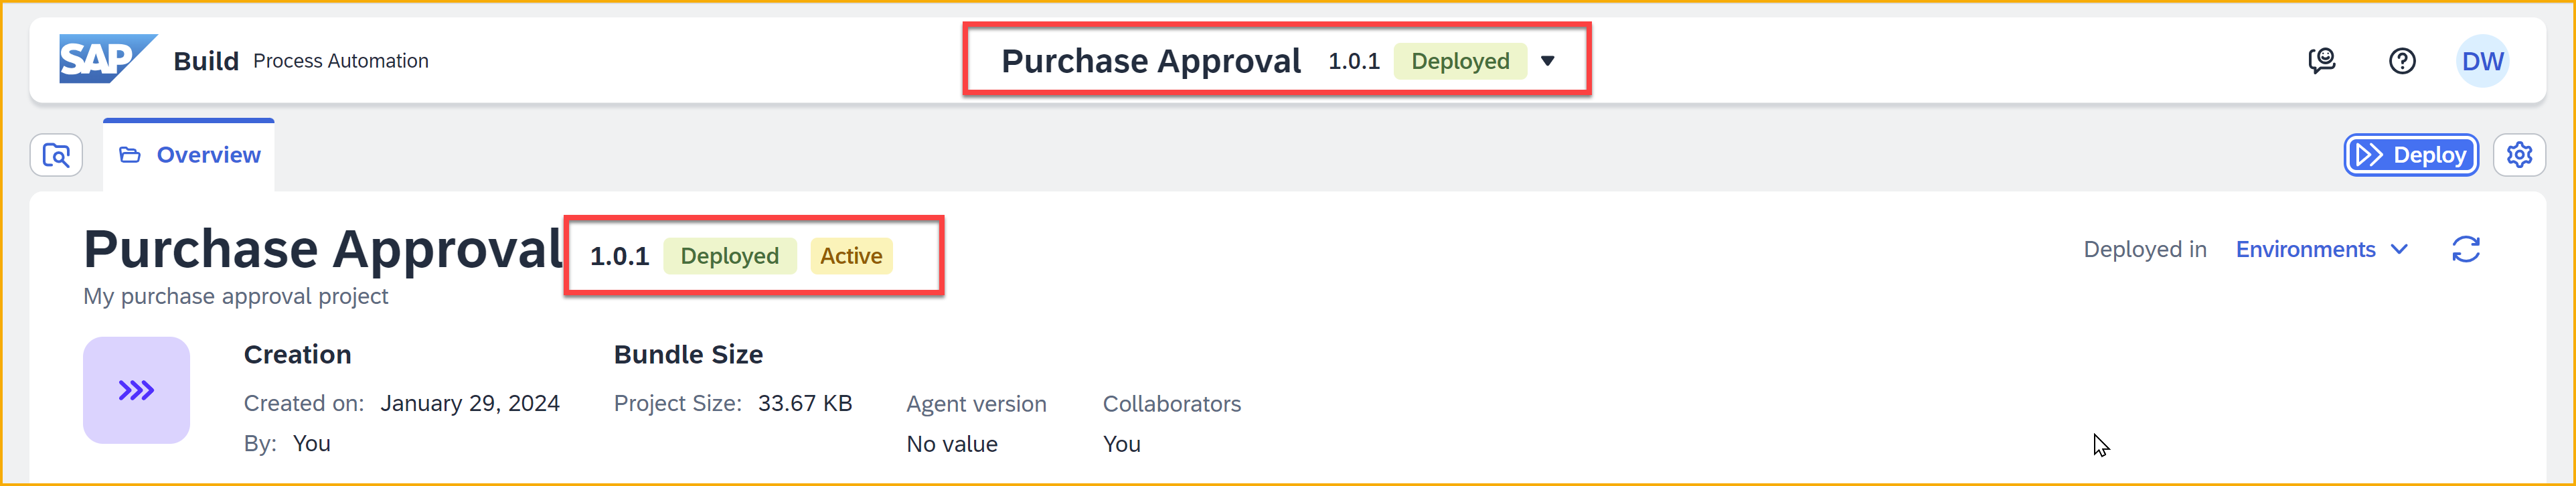 SAP Build Process Automation Purchase Approval 1.0.1 Deployed DW
Overview Deploy
Purchase Approval 1.0.1 Deployed Active Deployed in Environments
My purchase approval project
Creation Bundle Size
Created on: January 29, 2024 Project Size: 33.67 KB Agent version Collaborators
By: You No value You